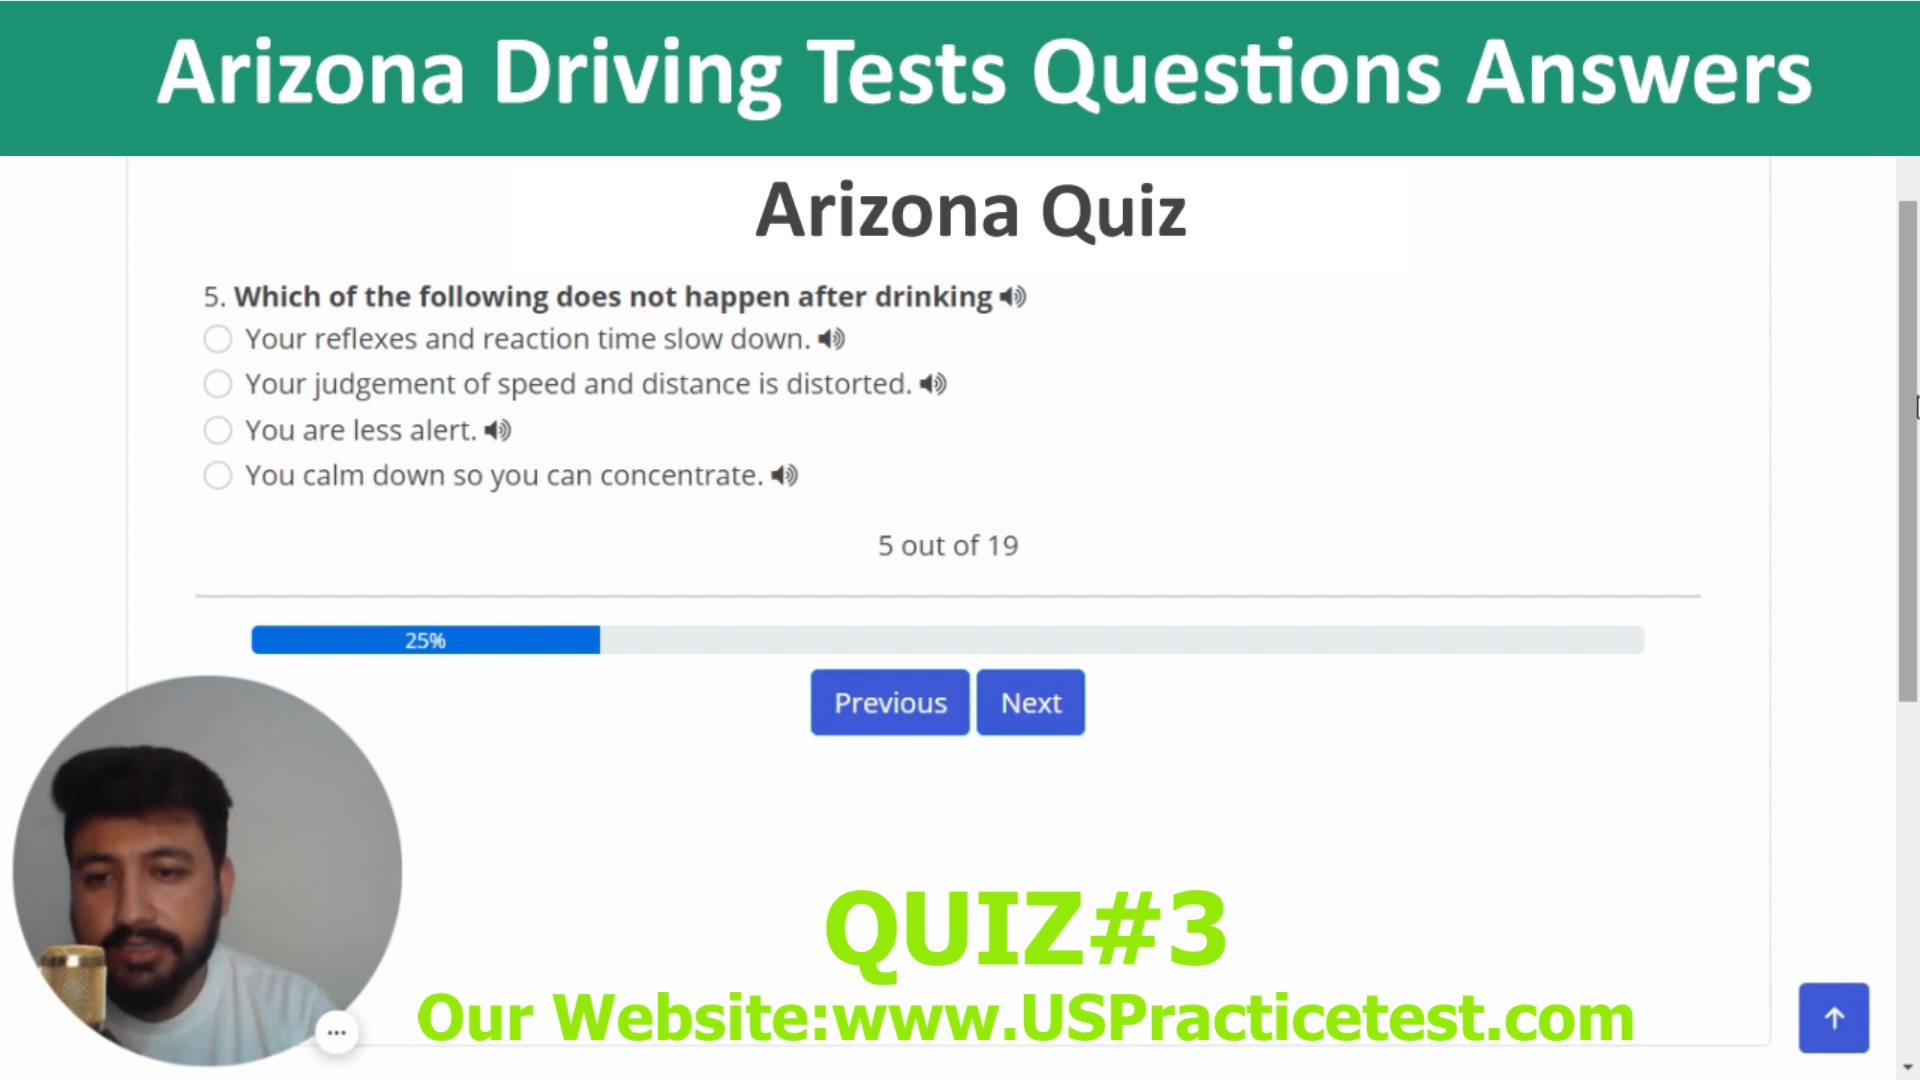 Arizona Driving Tests Questions Answers
Arizona Quiz
5. Which of the following does not happen after drinking
Your reflexes and reaction time slow down.
Your judgement of speed and distance is distorted.
You are less alert.
You calm down so you can concentrate.
5 out of 19
25%
Previous Next
QUIZ#3
Our Website:www.USPracticetest.com